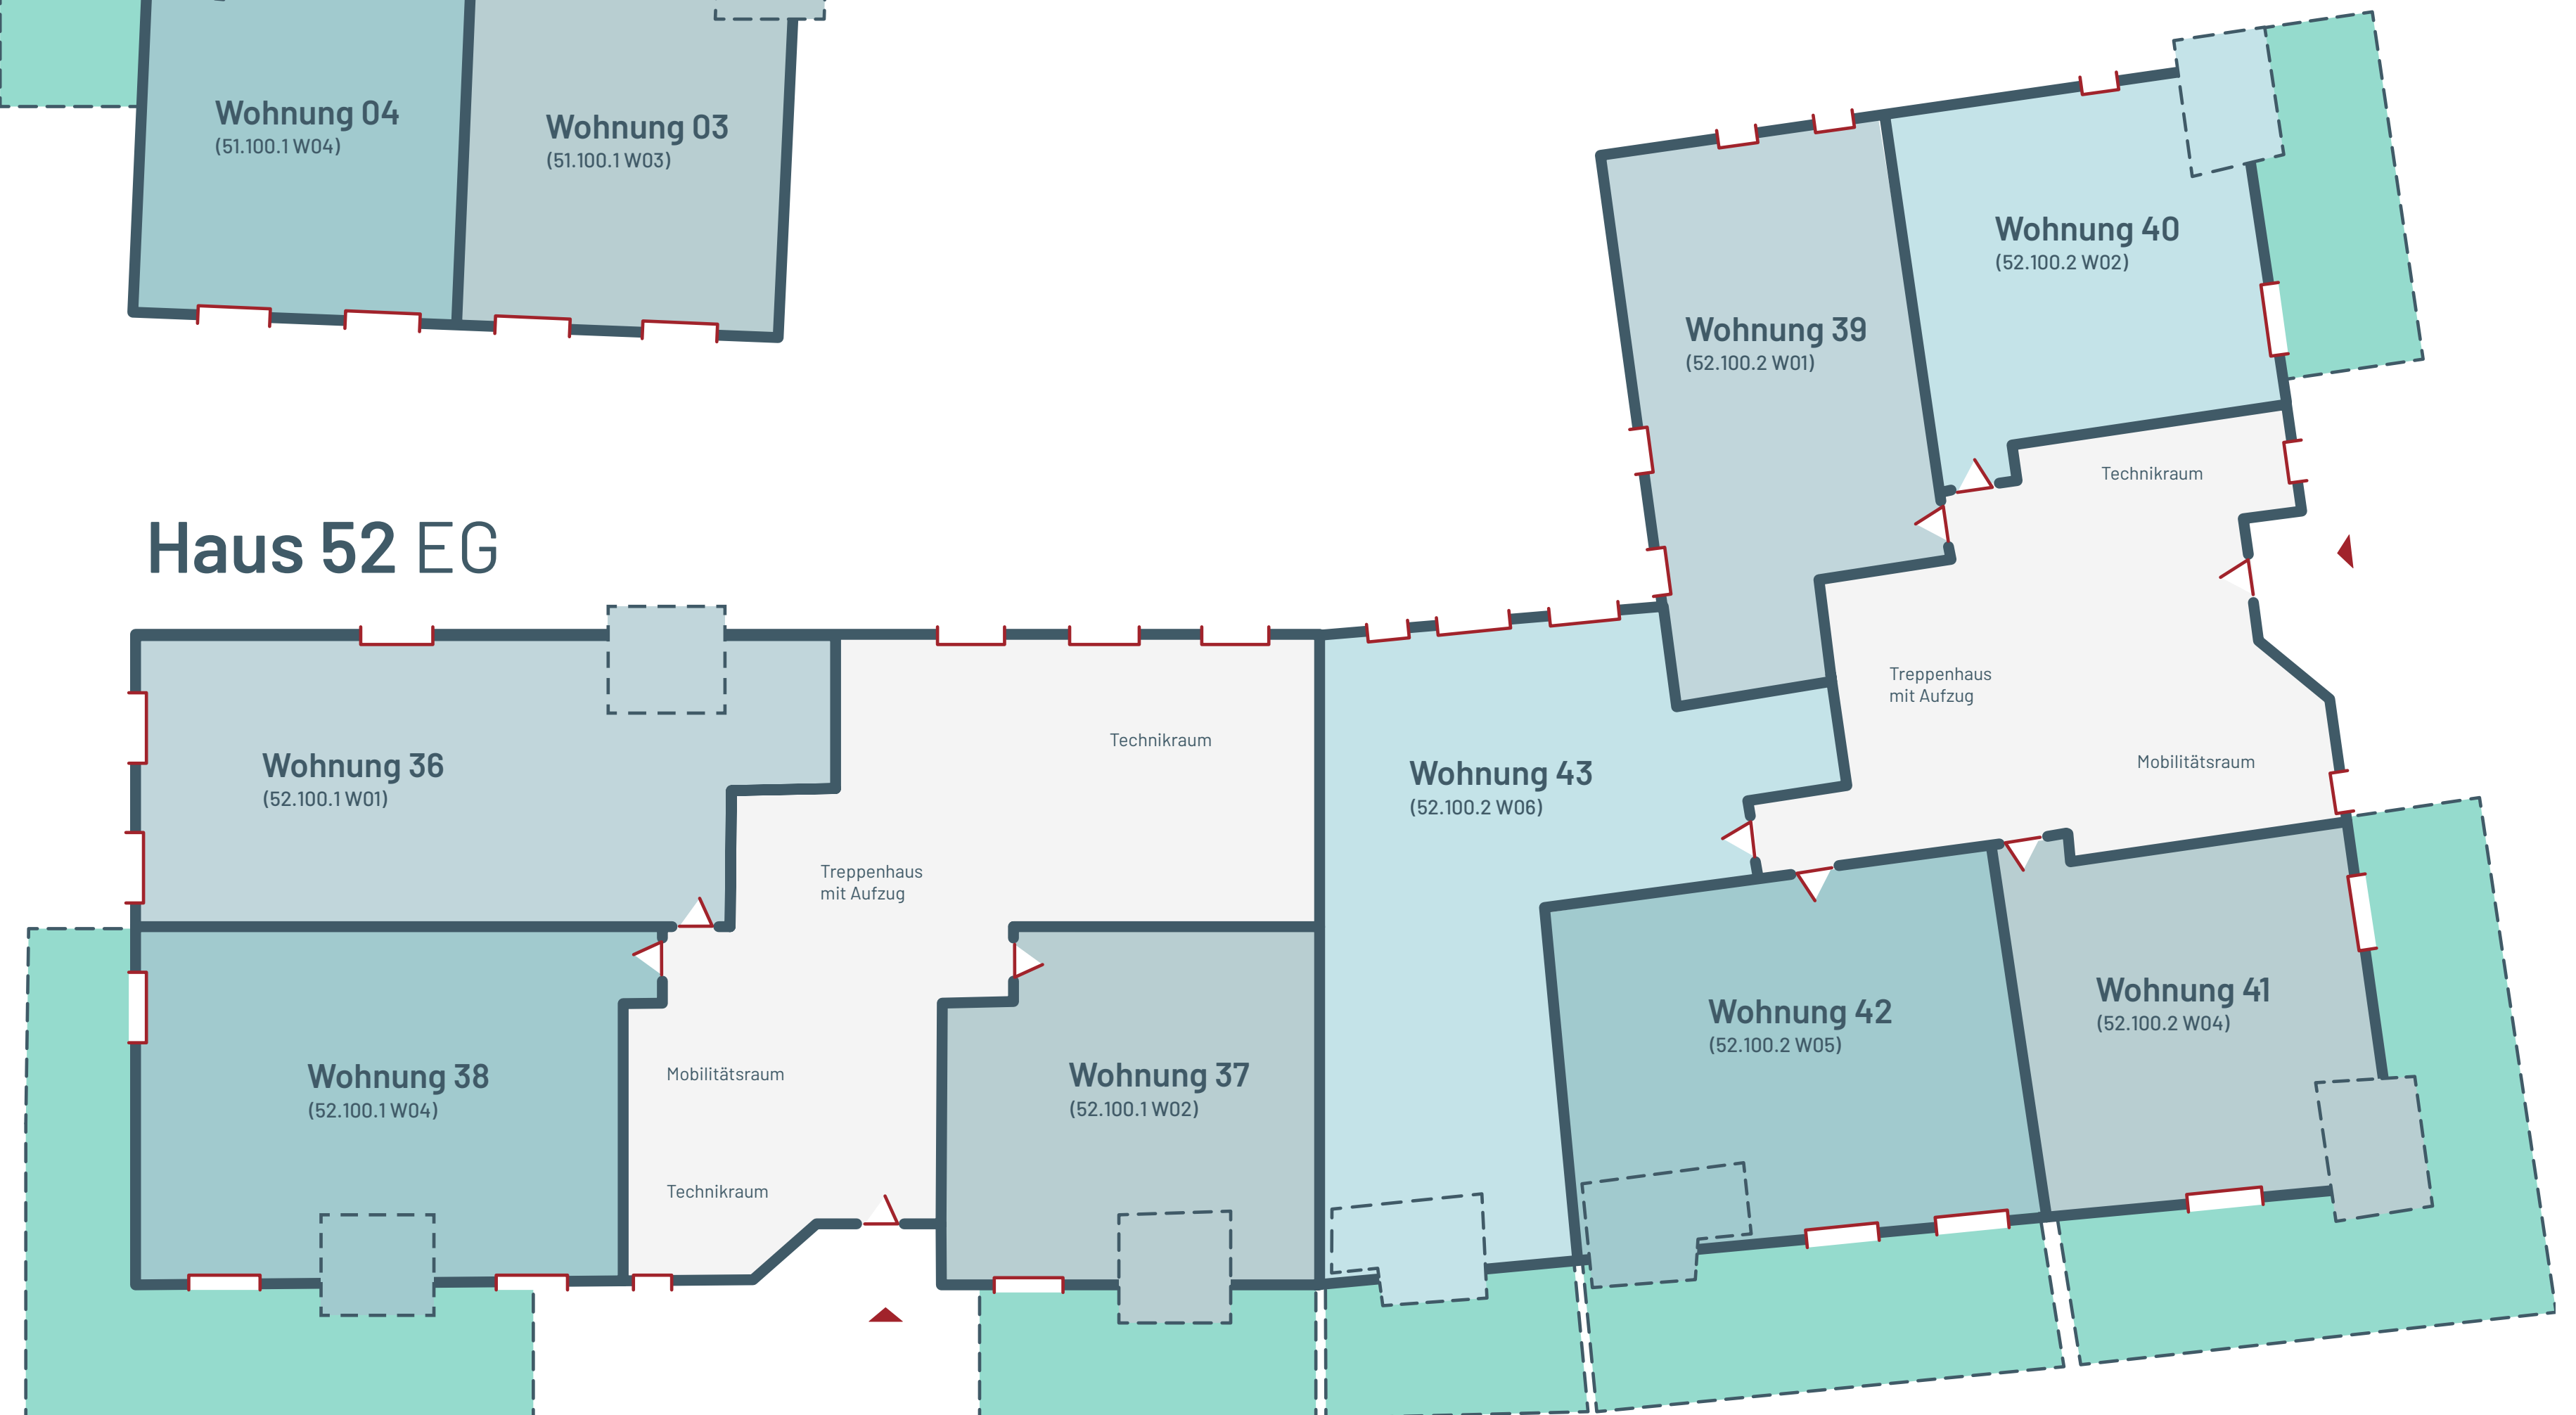 Wohnung 04
(51.100.1 W04)
Wohnung 03
(51.100.1 W03)
Wohnung 40
(52.100.2 W02)
Wohnung 39
(52.100.2 W01)
Technikraum
Haus 52 EG
Treppenhaus
mit Aufzug
Mobilitätsraum
Technikraum
Wohnung 36
(52.100.1 W01)
Wohnung 43
(52.100.2 W06)
Treppenhaus
mit Aufzug
Wohnung 42
(52.100.2 W05)
Wohnung 41
(52.100.2 W04)
Wohnung 38
(52.100.1 W04)
Mobilitätsraum
Wohnung 37
(52.100.1 W02)
Technikraum